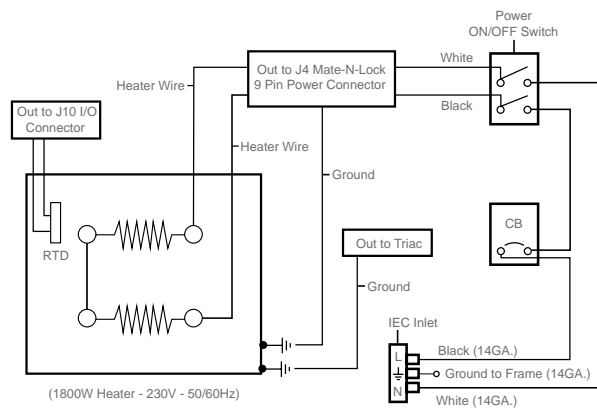 Power
ON/OFF Switch
White
Out to J4 Mate-N-Lock
9 Pin Power Connector
Heater Wire
Black
Out to J10 I/O
Connector
Heater Wire
Ground
RTD
CB
Out to Triac
Ground
IEC Inlet
L
Black (14GA.)
Ground to Frame (14GA.)
N
White (14GA.)
(1800W Heater - 230V - 50/60Hz)